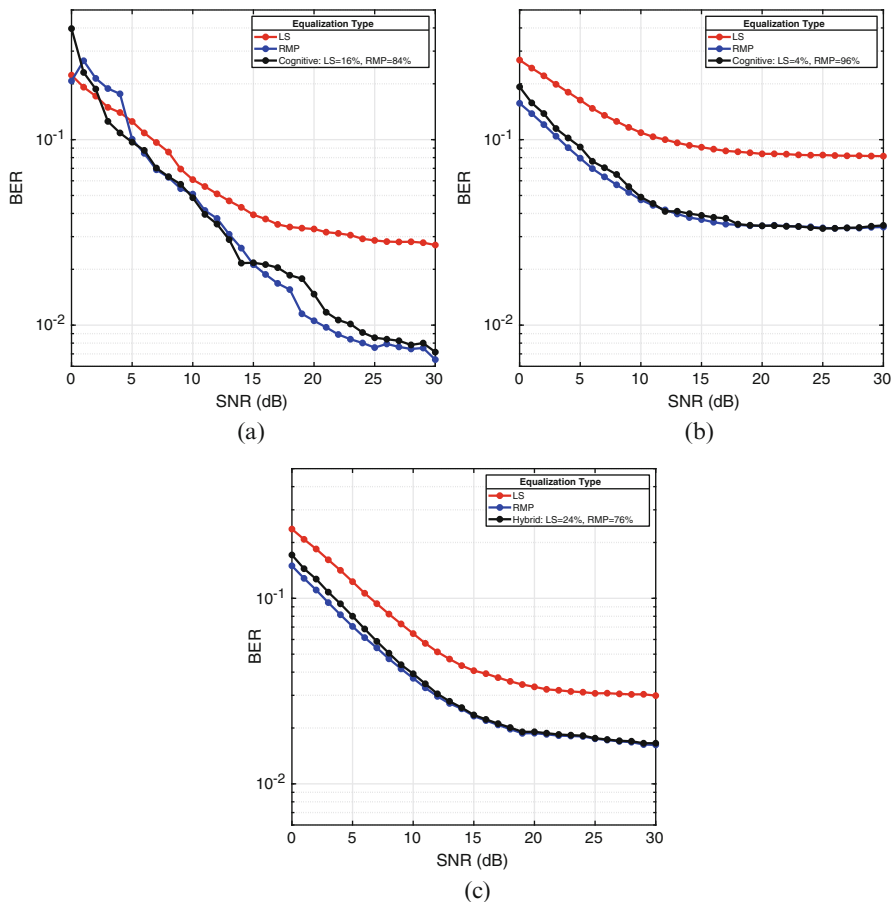 Equalization Type
LS
RMP
Cognitive: LS=16%, RMP=84%
10-1
10-2
BER
0 5 10 15 20 25 30
SNR (dB)
(a)
Equalization Type
LS
RMP
Cognitive: LS=4%, RMP=96%
10-1
10-2
BER
0 5 10 15 20 25 30
SNR (dB)
(b)
Equalization Type
LS
RMP
Hybrid: LS=24%, RMP=76%
10-1
10-2
BER
0 5 10 15 20 25 30
SNR (dB)
(c)